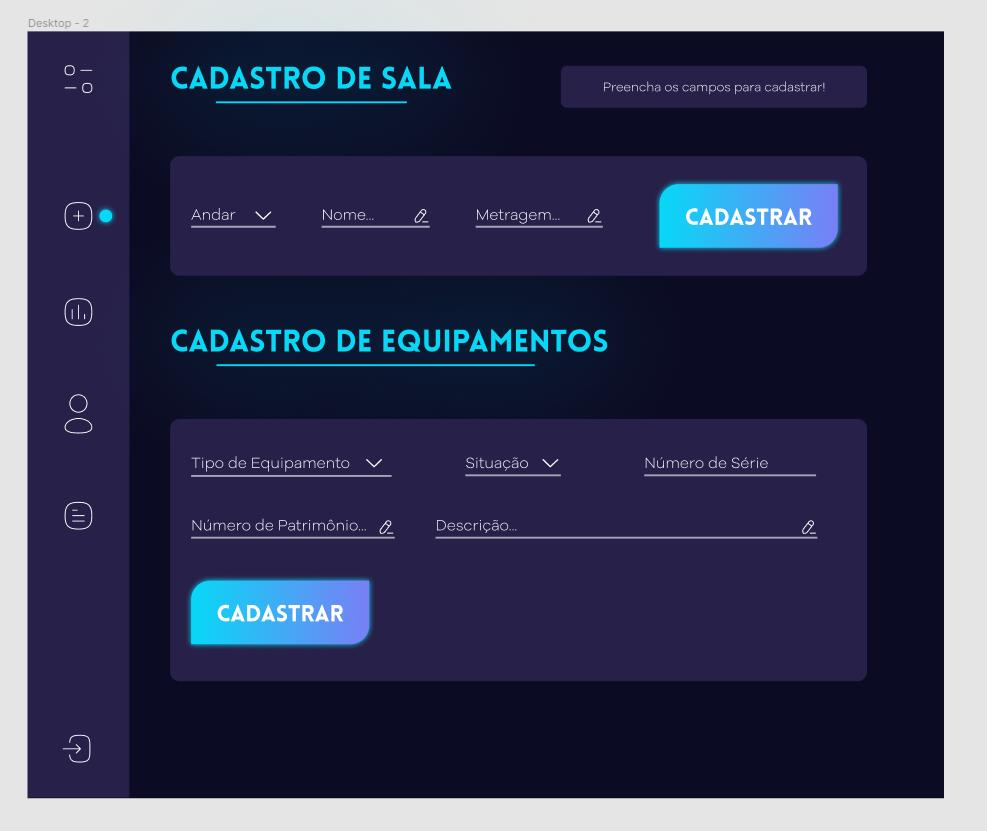 Desktop - 2
CADASTRO DE SALA
Preencha os campos para cadastrar!
Andar
Nome...
Metragem...
CADASTRAR
CADASTRO DE EQUIPAMENTOS
Tipo de Equipamento
Situação
Número de Série
Número de Patrimônio...
Descrição...
CADASTRAR